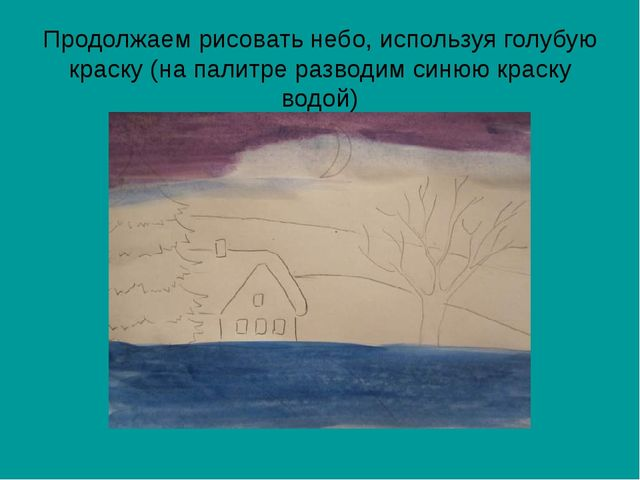 Продолжаем рисовать небо, используя голубую
краску (на палитре разводим синюю краску
водой)